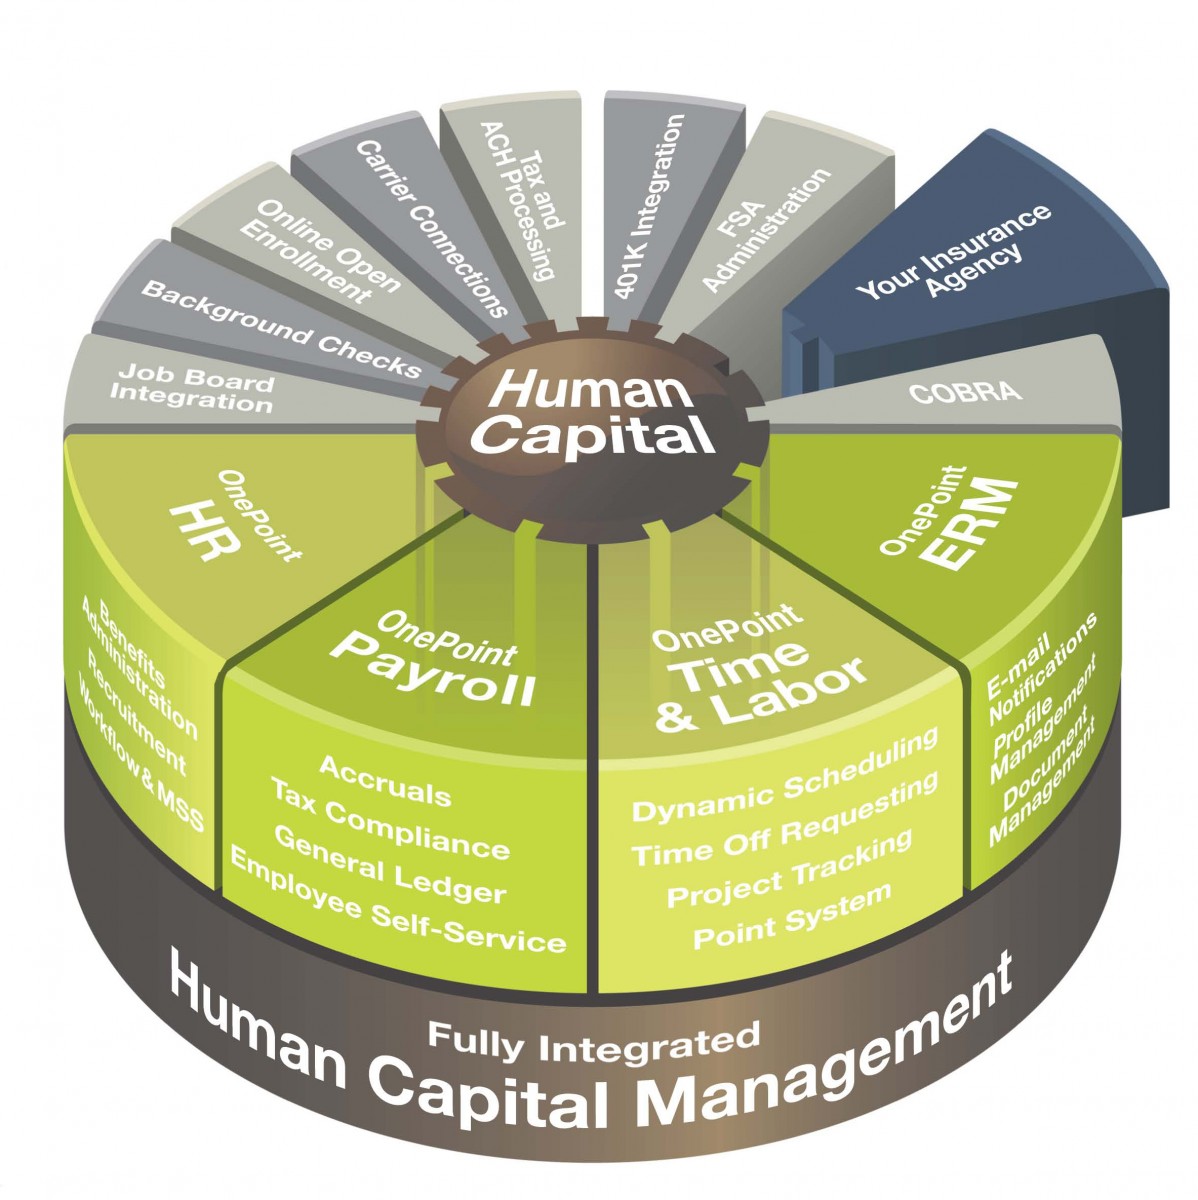 Job Board
Integration
Background Checks
Online Open
Enrollment
Carrier Connections
Tax and
ACH Processing
401K Integration
FSA
Administration
Your Insurance
Agency
COBRA
Human
Capital
OnePoint
HR
Benefits
Administration
Recruitment
Workflow & MSS
OnePoint
Payroll
Accruals
Tax Compliance
General Ledger
Employee Self-Service
OnePoint
Time
& Labor
Dynamic Scheduling
Time Off Requesting
Project Tracking
Point System
OnePoint
ERM
E-mail
Notifications
Profile
Management
Document
Management
Fully Integrated
Human Capital Management